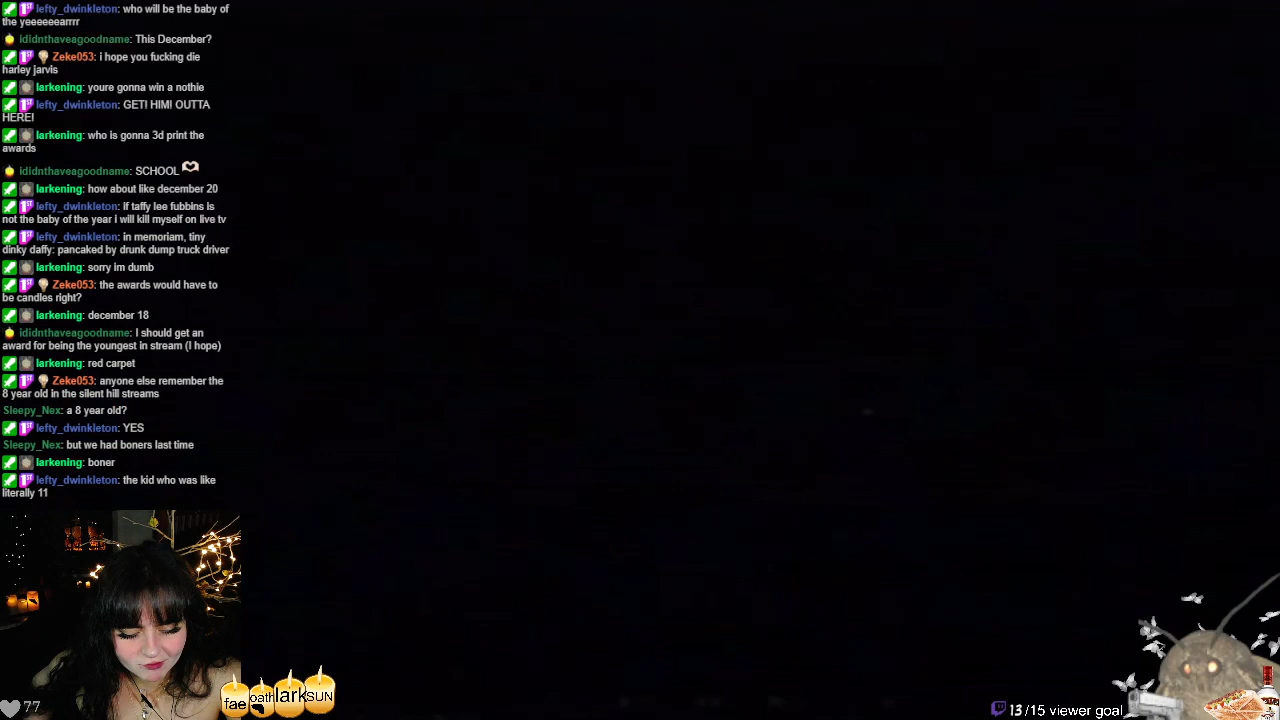 lefty_dwinkleton: who will be the baby of
the yeeeeeearrrr
ididnthaveagoodname: This December?
Zeke053: i hope you fucking die
harley jarvis
larkening: youre gonna win a nothie
lefty_dwinkleton: GET! HIM! OUTTA
HERE!
larkening: who is gonna 3d print the
awards
ididnthaveagoodname: SCHOOL
larkening: how about like december 20
lefty_dwinkleton: if taffy lee fubbins is
not the baby of the year i will kill myself on live tv
lefty_dwinkleton: in memoriam, tiny
dinky daffy: pancaked by drunk dump truck driver
larkening: sorry im dumb
Zeke053: the awards would have to
be candles right?
larkening: december 18
ididnthaveagoodname: I should get an
award for being the youngest in stream (I hope)
larkening: red carpet
Zeke053: anyone else remember the
8 year old in the silent hill streams
Sleepy_Nex: a 8 year old?
lefty_dwinkleton: YES
Sleepy_Nex: but we had boners last time
larkening: boner
lefty_dwinkleton: the kid who was like
literally 11
fae oath lark SUN
77
13 /15 viewer goal